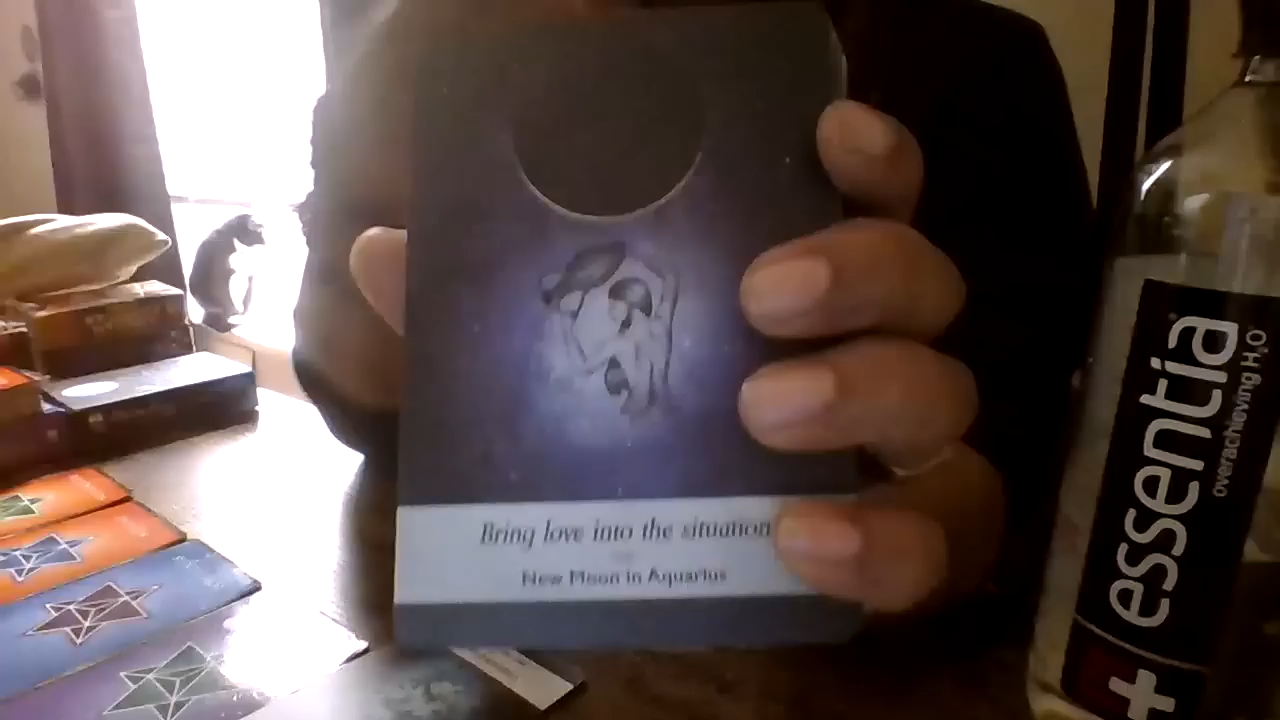 Bring love into the situation
New Moon in Aquarius
essentia
overachieving H₂O